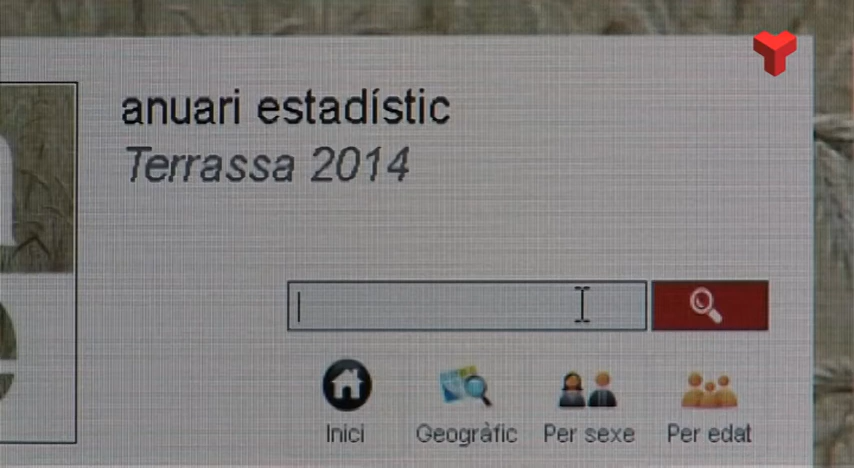 anuari estadístic
Terrassa 2014
Inici Geogràfic Per sexe Per edat